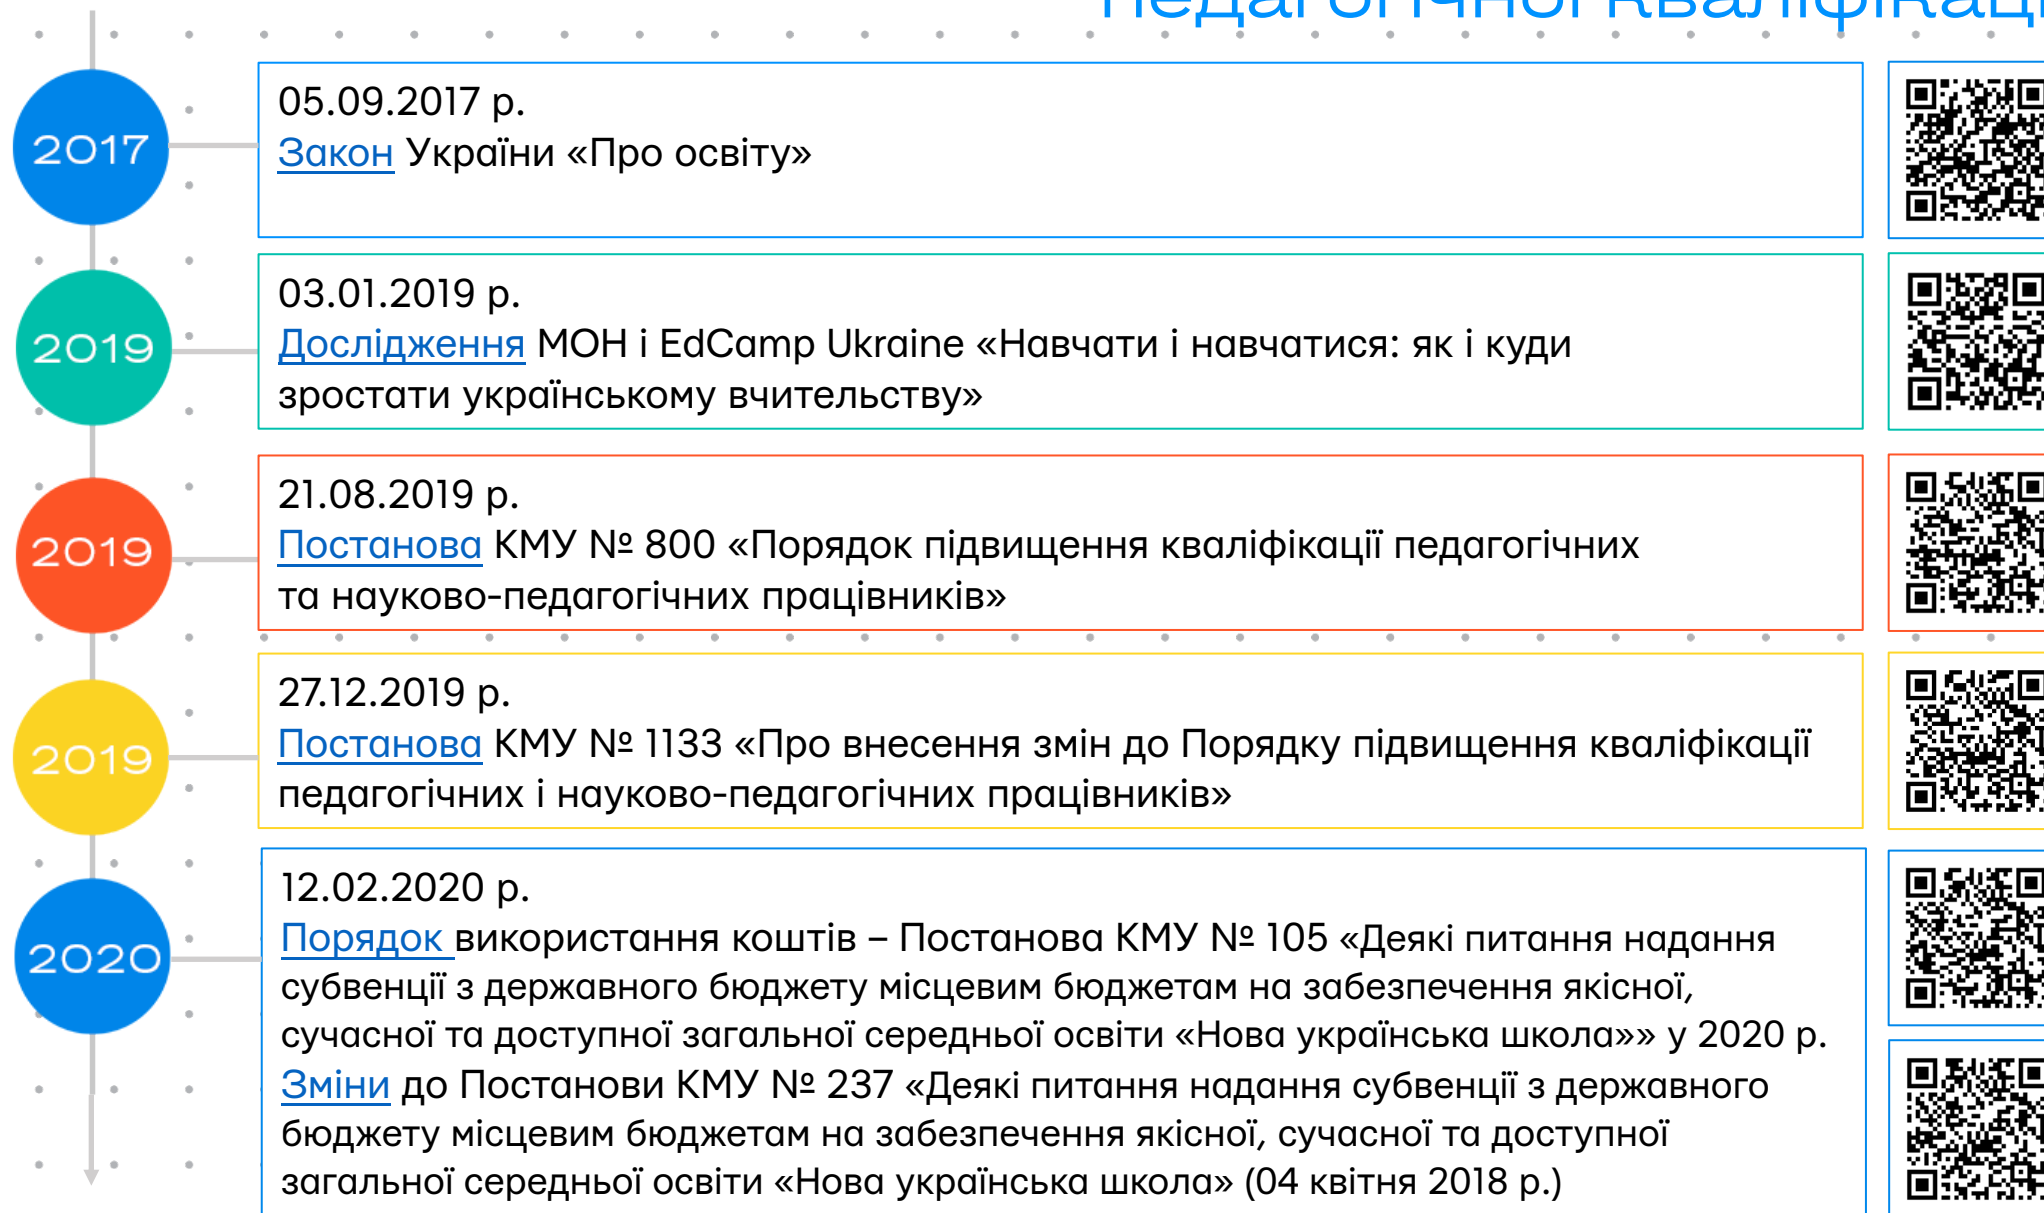 педагогічної кваліфікаці
2017
05.09.2017 р.
Закон України «Про освіту»
2019
03.01.2019 р.
Дослідження МОН і EdCamp Ukraine «Навчати і навчатися: як і куди
зростати українському вчительству»
2019
21.08.2019 р.
Постанова КМУ № 800 «Порядок підвищення кваліфікації педагогічних
та науково-педагогічних працівників»
2019
27.12.2019 р.
Постанова КМУ № 1133 «Про внесення змін до Порядку підвищення кваліфікації
педагогічних і науково-педагогічних працівників»
2020
12.02.2020 р.
Порядок використання коштів – Постанова КМУ № 105 «Деякі питання надання
субвенції з державного бюджету місцевим бюджетам на забезпечення якісної,
сучасної та доступної загальної середньої освіти «Нова українська школа»» у 2020 р.
Зміни до Постанови КМУ № 237 «Деякі питання надання субвенції з державного
бюджету місцевим бюджетам на забезпечення якісної, сучасної та доступної
загальної середньої освіти «Нова українська школа» (04 квітня 2018 р.)